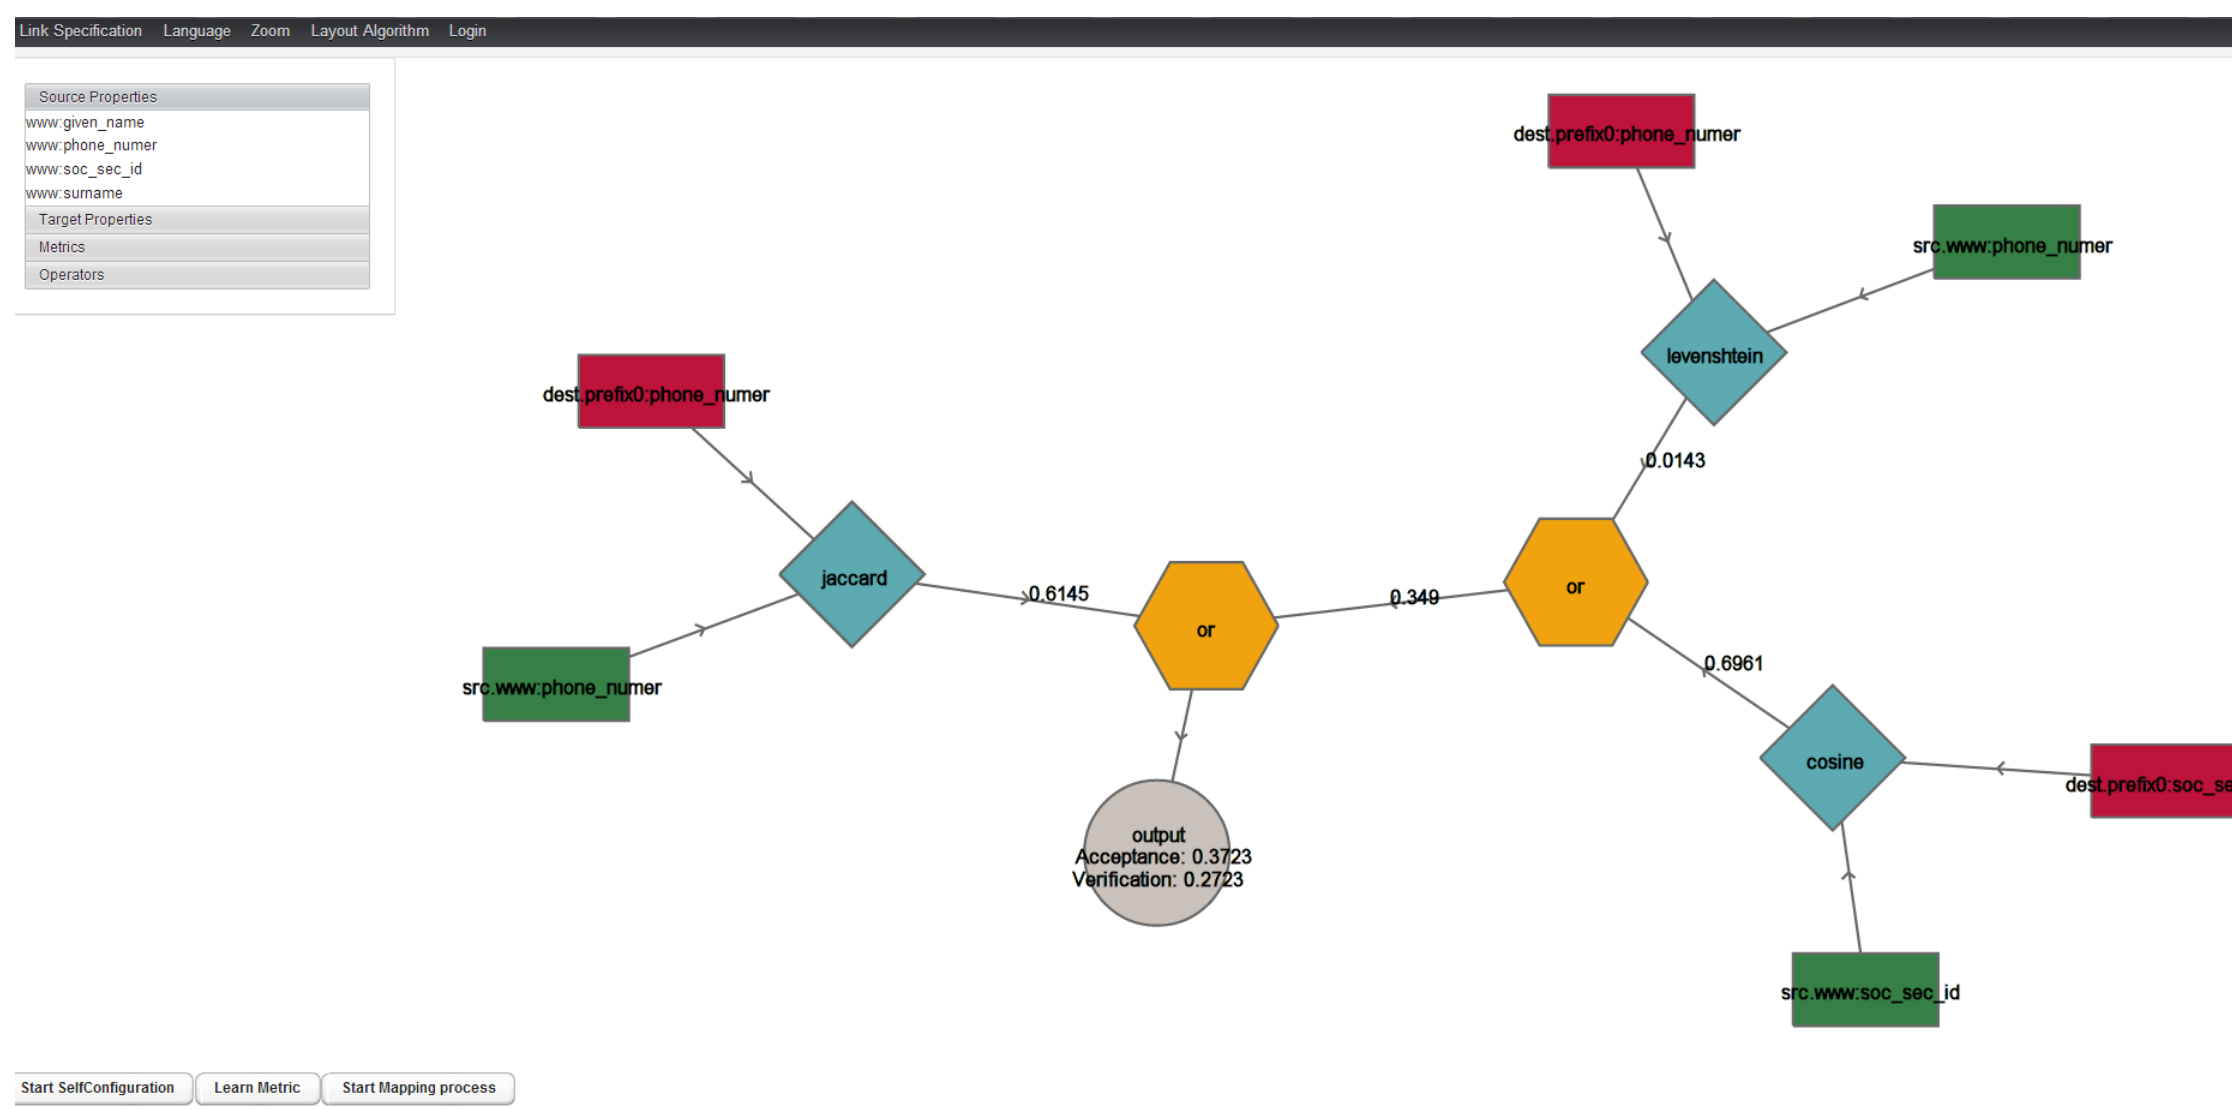 Link Specification Language Zoom Layout Algorithm Login
Source Properties
www:given_name
www:phone_numer
www:soc_sec_id
www:surname
Target Properties
Metrics
Operators
dest.prefix0:phone_numer
src.www:phone_numer
levenshtein
0.0143
dest.prefix0:phone_numer
jaccard
src.www:phone_numer
0.6145
or
0.349
or
0.6961
cosine
dest.prefix0:soc_se
src.www:soc_sec_id
output
Acceptance: 0.3723
Verification: 0.2723
Start SelfConfiguration Learn Metric Start Mapping process